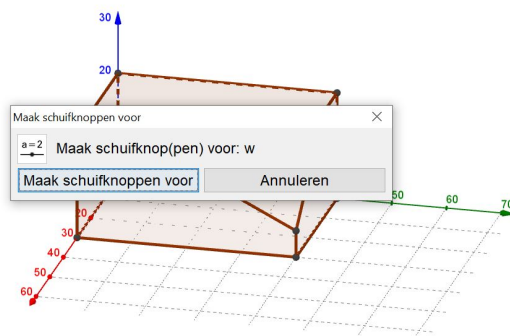 30
20
Maak schuifknoppen voor
a=2
Maak schuifknop(pen) voor: w
Maak schuifknoppen voor
Annuleren
50
60
70
20
30
40
50
60